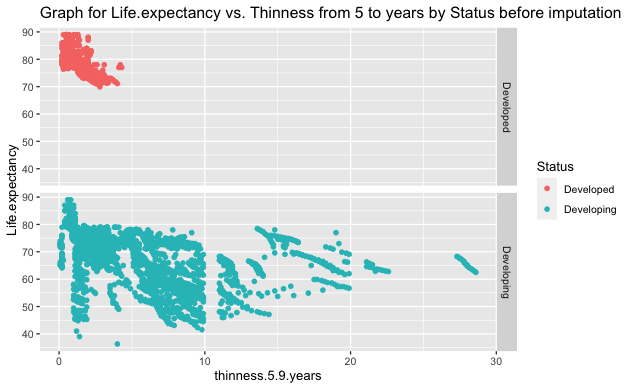 Graph for Life.expectancy vs. Thinness from 5 to years by Status before imputation
Life.expectancy
90
80
70
60
50
40
Developed
90
80
70
60
50
40
Developing
0
10
20
30
thinness.5.9.years
Status
Developed
Developing